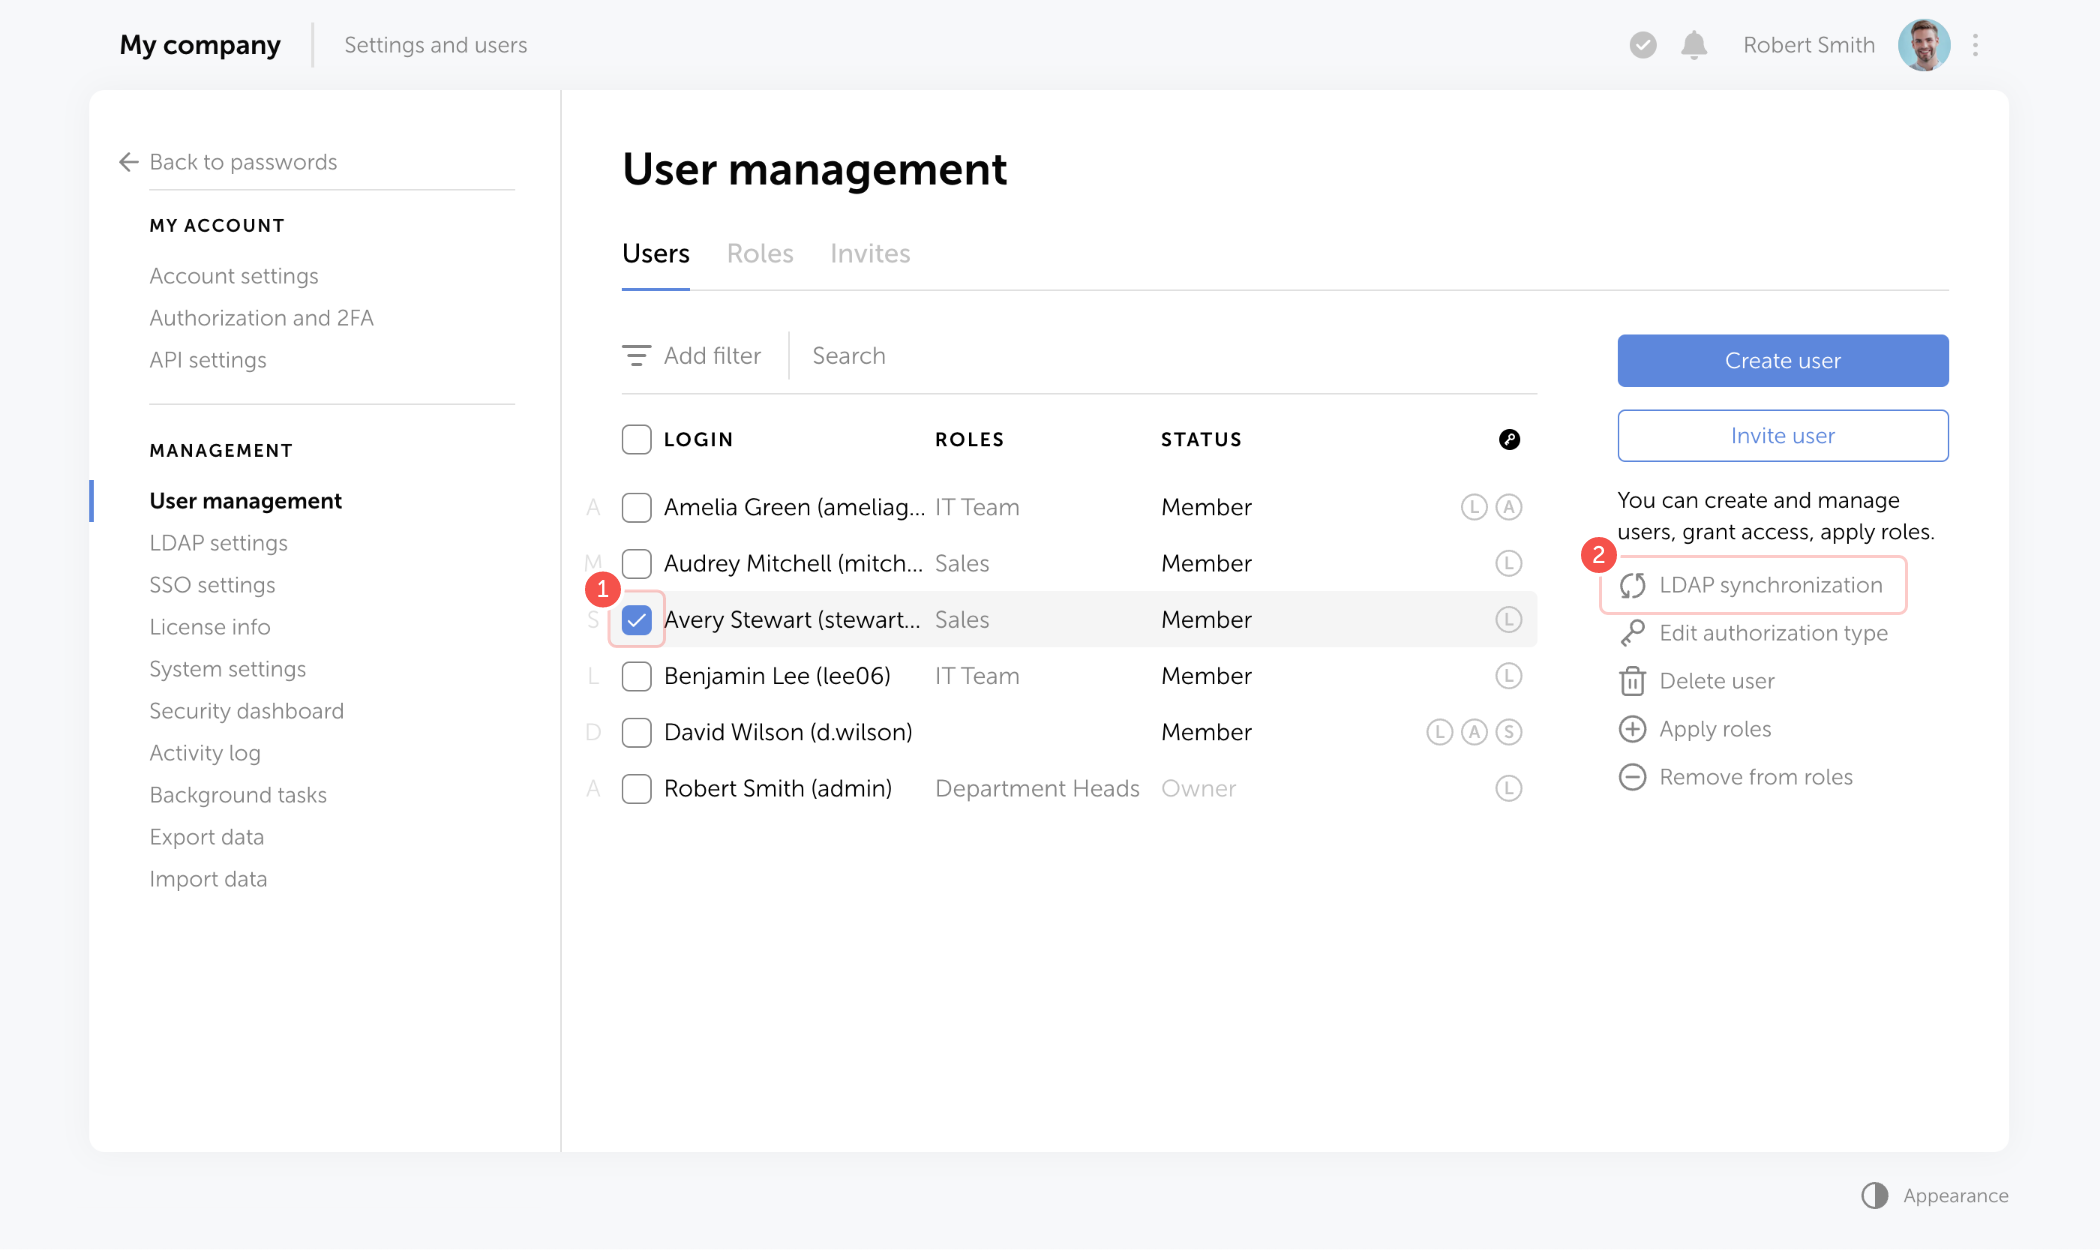 My company
Settings and users
Robert Smith
Back to passwords
MY ACCOUNT
Account settings
Authorization and 2FA
API settings
MANAGEMENT
User management
LDAP settings
SSO settings
License info
System settings
Security dashboard
Activity log
Background tasks
Export data
Import data
User management
Users Roles Invites
Add filter Search
LOGIN ROLES STATUS
A Amelia Green (ameliag... IT Team Member L A
M Audrey Mitchell (mitch... Sales Member L
1
S Avery Stewart (stewart... Sales Member L
L Benjamin Lee (lee06) IT Team Member L
D David Wilson (d.wilson) Member L A S
A Robert Smith (admin) Department Heads Owner L
Create user
Invite user
You can create and manage
users, grant access, apply roles.
2
LDAP synchronization
Edit authorization type
Delete user
Apply roles
Remove from roles
Appearance